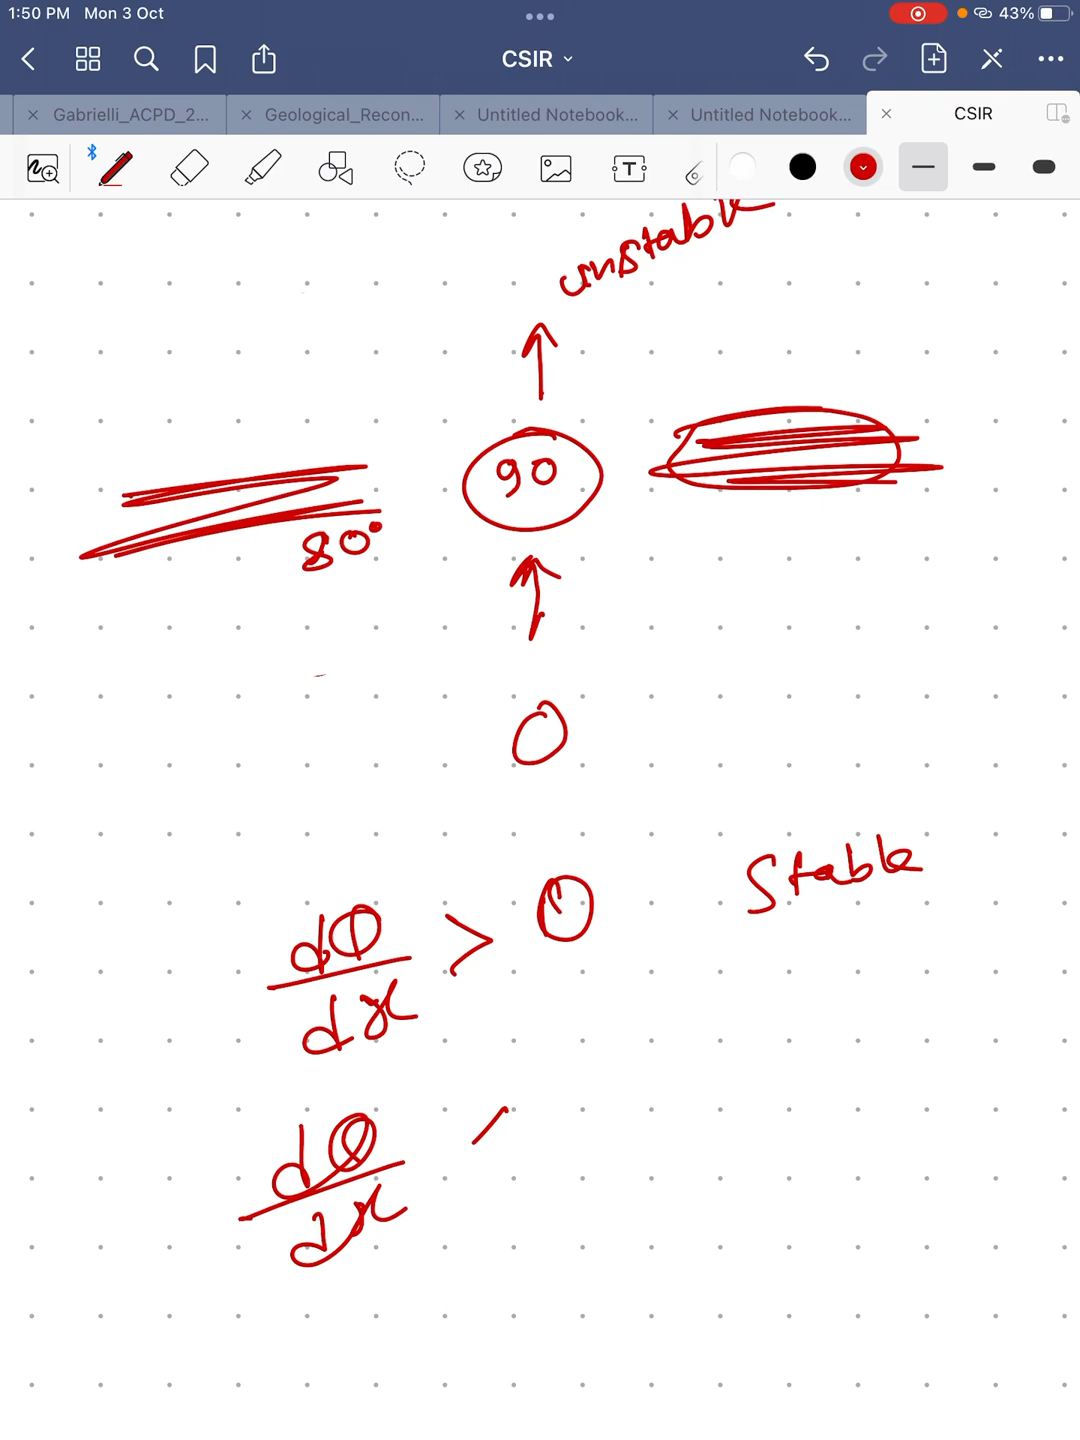 1:50 PM Mon 3 Oct 43%
CSIR
Gabrielli_ACPD_2... Geological_Recon... Untitled Notebook... Untitled Notebook... CSIR
T
unstable
90
80°
O
dθ/dx > 0 Stable
dθ/dx